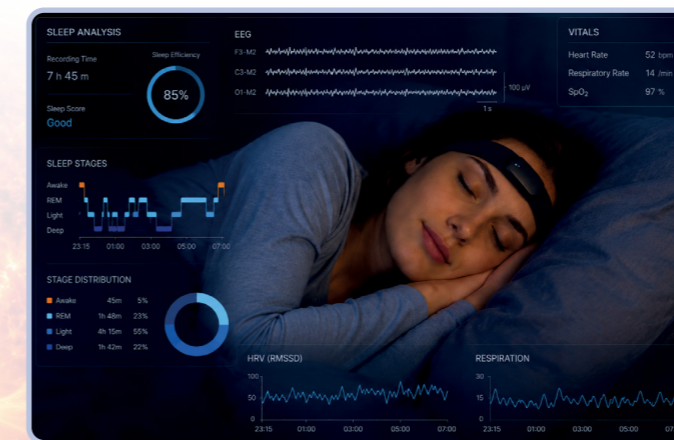 SLEEP ANALYSIS
Recording Time
7 h 45 m
Sleep Efficiency
85%
Sleep Score
Good
EEG
F3-M2
C3-M2
O1-M2
100 μV
1 s
VITALS
Heart Rate 52 bpm
Respiratory Rate 14 /min
SpO₂ 97 %
SLEEP STAGES
Awake
REM
Light
Deep
23:15 01:00 03:00 05:00 07:00
STAGE DISTRIBUTION
Awake 45m 5%
REM 1h 48m 23%
Light 4h 15m 55%
Deep 1h 42m 22%
HRV (RMSSD)
100
50
0
23:15 01:00 03:00 05:00 07:00
RESPIRATION
30
15
0
23:15 01:00 03:00 05:00